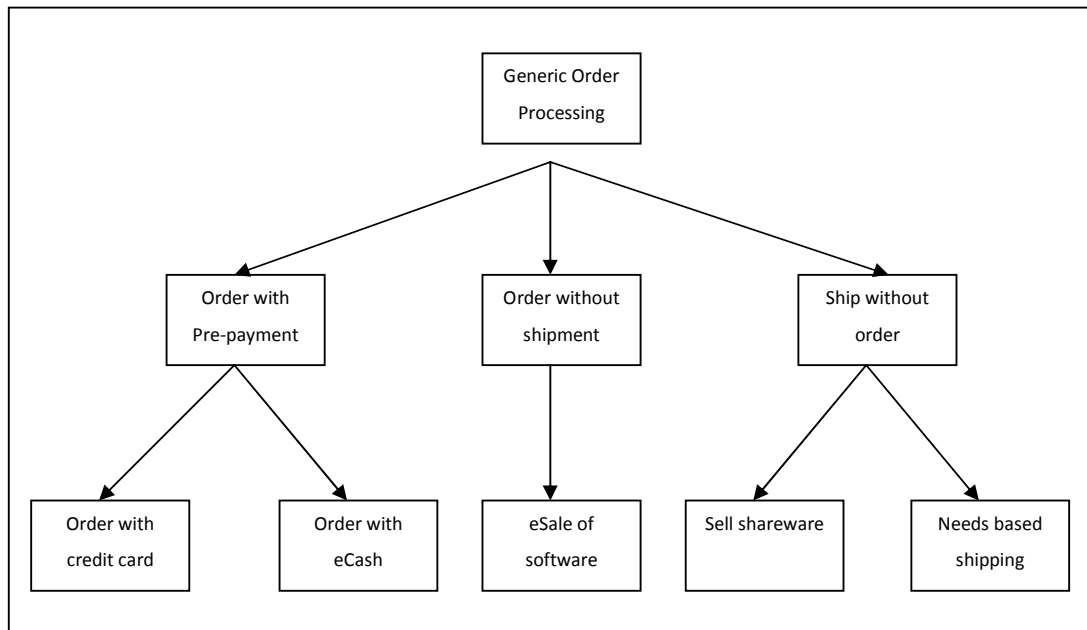 Generic Order
Processing
Order with
Pre-payment
Order without
shipment
Ship without
order
Order with
credit card
Order with
eCash
eSale of
software
Sell shareware
Needs based
shipping